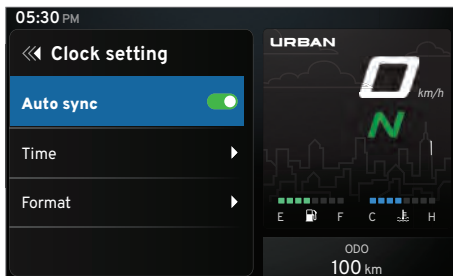 05:30 PM
Clock setting
Auto sync
Time
Format
URBAN
0 km/h
N
E F C H
ODO
100 km